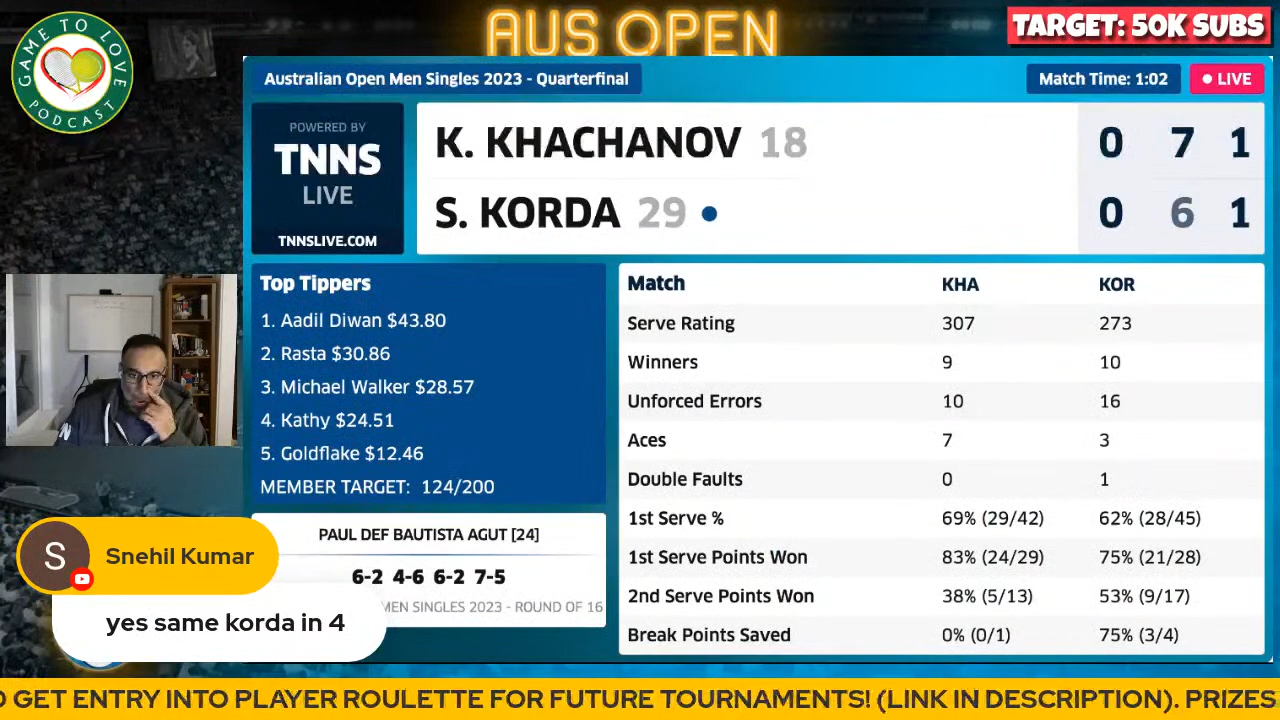 AUS OPEN
TARGET: 50K SUBS
GAME TO LOVE
PODCAST
Australian Open Men Singles 2023 - Quarterfinal
Match Time: 1:02
LIVE
POWERED BY
TNNS
LIVE
TNNSLIVE.COM
K. KHACHANOV 18 0 7 1
S. KORDA 29 0 6 1
Top Tippers
1. Aadil Diwan $43.80
2. Rasta $30.86
3. Michael Walker $28.57
4. Kathy $24.51
5. Goldflake $12.46
MEMBER TARGET: 124/200
PAUL DEF BAUTISTA AGUT [24]
6-2 4-6 6-2 7-5
MEN SINGLES 2023 - ROUND OF 16
Match KHA KOR
Serve Rating 307 273
Winners 9 10
Unforced Errors 10 16
Aces 7 3
Double Faults 0 1
1st Serve % 69% (29/42) 62% (28/45)
1st Serve Points Won 83% (24/29) 75% (21/28)
2nd Serve Points Won 38% (5/13) 53% (9/17)
Break Points Saved 0% (0/1) 75% (3/4)
S
Snehil Kumar
yes same korda in 4
GET ENTRY INTO PLAYER ROULETTE FOR FUTURE TOURNAMENTS! (LINK IN DESCRIPTION). PRIZES